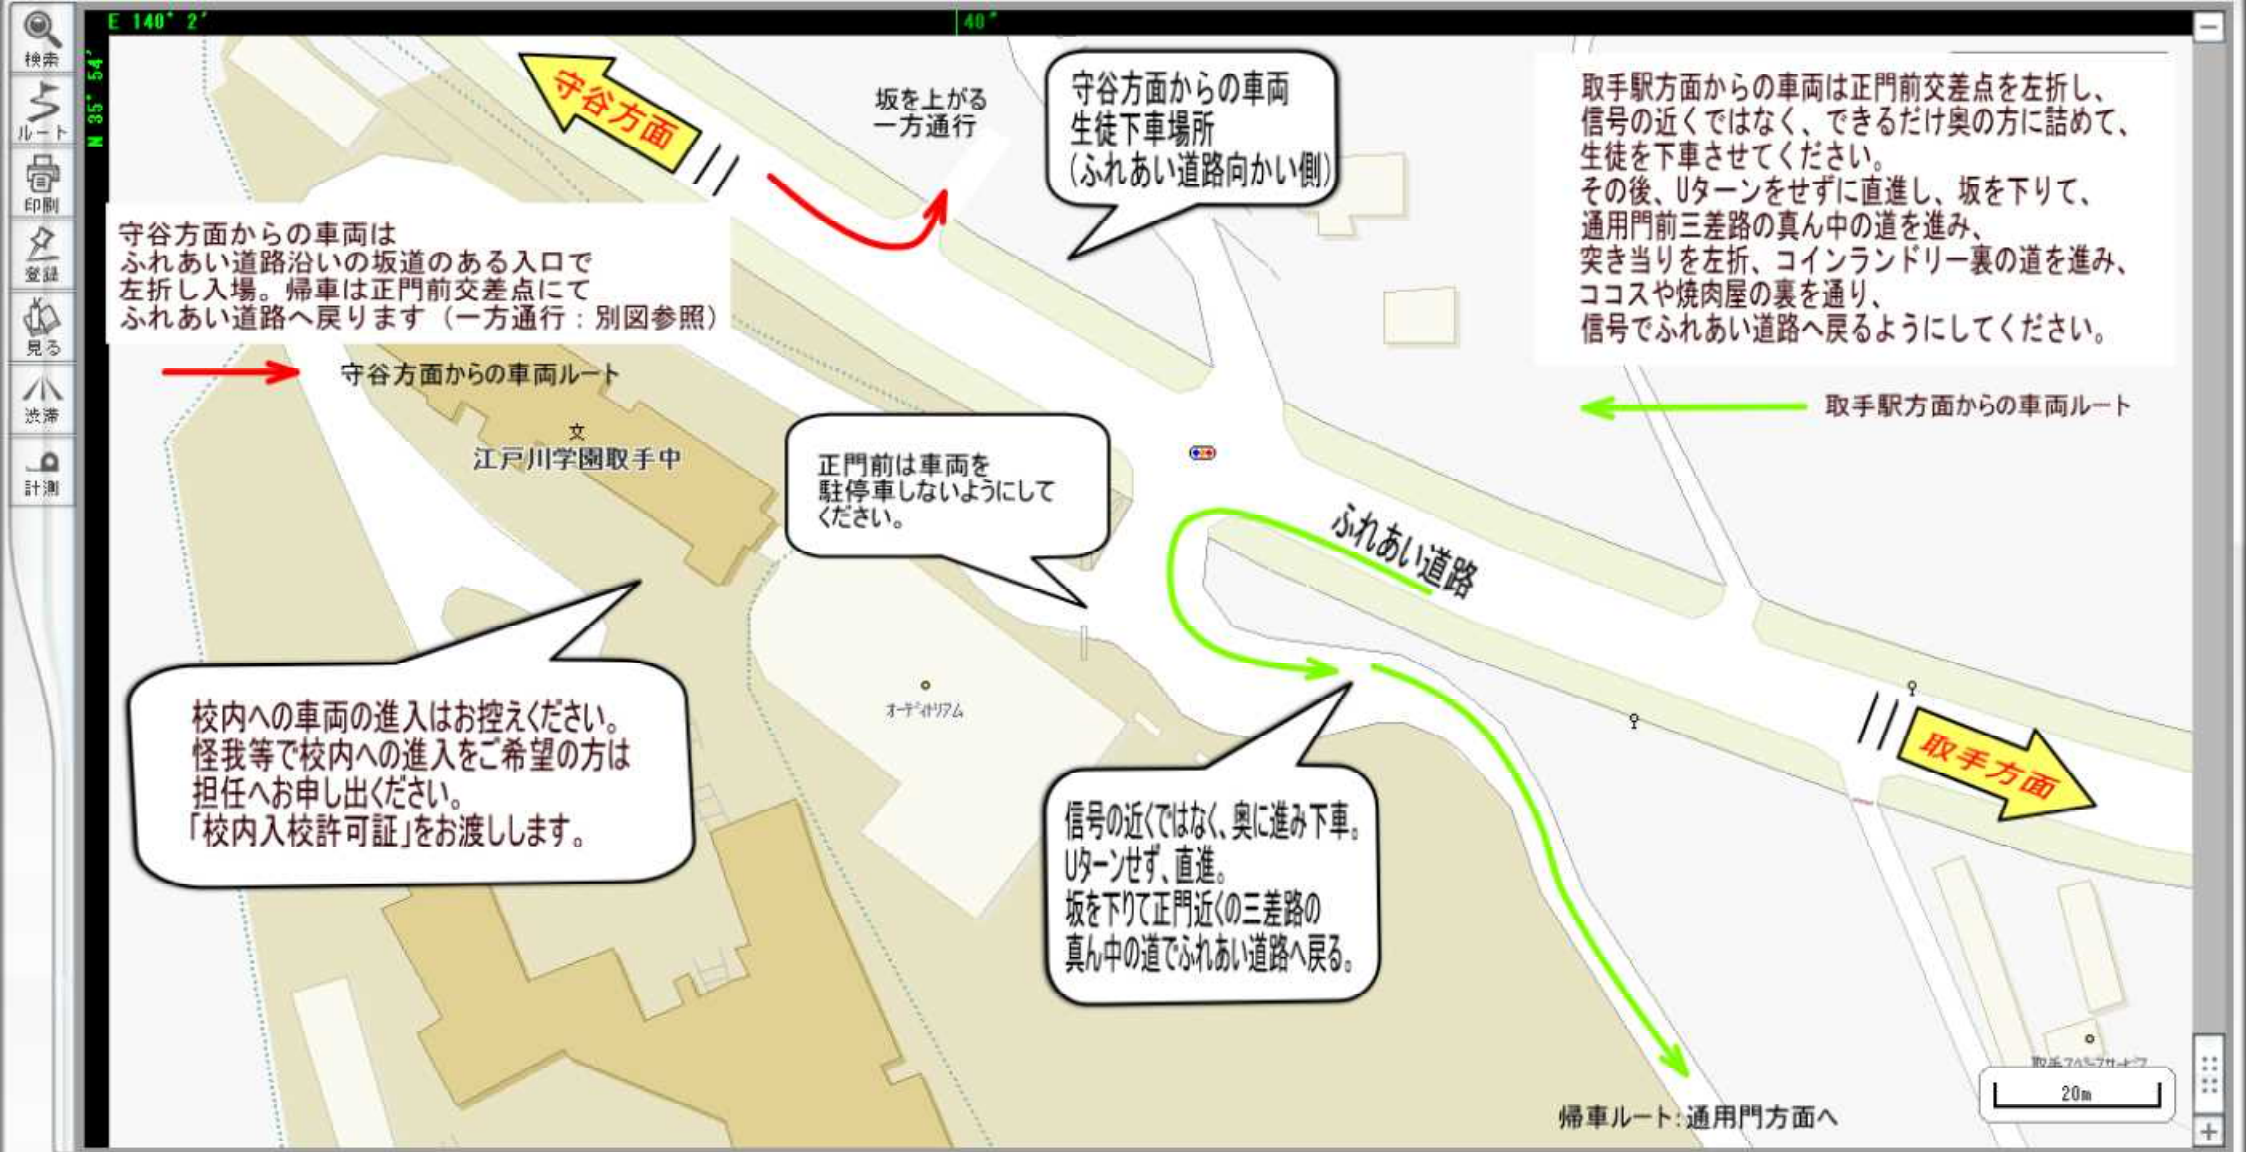 E 140° 2′
40″
N 35° 54′
検索
ルート
印刷
登録
見る
渋滞
計測
守谷方面
坂を上がる
一方通行
守谷方面からの車両
生徒下車場所
(ふれあい道路向かい側)
取手駅方面からの車両は正門前交差点を左折し、
信号の近くではなく、できるだけ奥の方に詰めて、
生徒を下車させてください。
その後、Uターンをせずに直進し、坂を下りて、
通用門前三差路の真ん中の道を進み、
突き当りを左折、コインランドリー裏の道を進み、
ココスや焼肉屋の裏を通り、
信号でふれあい道路へ戻るようにしてください。
守谷方面からの車両は
ふれあい道路沿いの坂道のある入口で
左折し入場。帰車は正門前交差点にて
ふれあい道路へ戻ります（一方通行：別図参照）
守谷方面からの車両ルート
取手駅方面からの車両ルート
文
江戸川学園取手中
正門前は車両を
駐停車しないようにして
ください。
ふれあい道路
校内への車両の進入はお控えください。
怪我等で校内への進入をご希望の方は
担任へお申し出ください。
「校内入校許可証」をお渡しします。
オーディトリアム
取手方面
信号の近くではなく、奥に進み下車。
Uターンせず、直進。
坂を下りて正門近くの三差路の
真ん中の道でふれあい道路へ戻る。
20m
帰車ルート：通用門方面へ